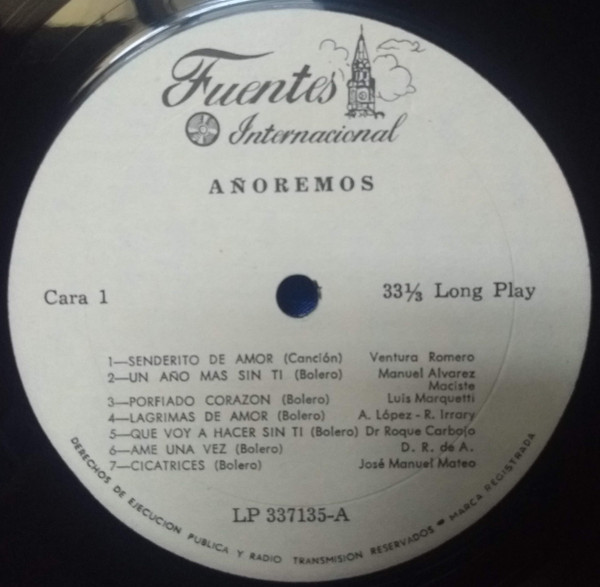 Fuentes
Internacional
AÑOREMOS
Cara 1
33⅓ Long Play
1—SENDERITO DE AMOR (Canción) Ventura Romero
2—UN AÑO MAS SIN TI (Bolero) Manuel Alvarez
Maciste
3—PORFIADO CORAZON (Bolero) Luis Marquetti
4—LAGRIMAS DE AMOR (Bolero) A. López - R. Irrary
5—QUE VOY A HACER SIN TI (Bolero) Dr Roque Carbajo
6—AME UNA VEZ (Bolero) D. R. de A.
7—CICATRICES (Bolero) José Manuel Mateo
LP 337135-A
DERECHOS DE EJECUCION PUBLICA Y RADIO TRANSMISION RESERVADOS - MARCA REGISTRADA